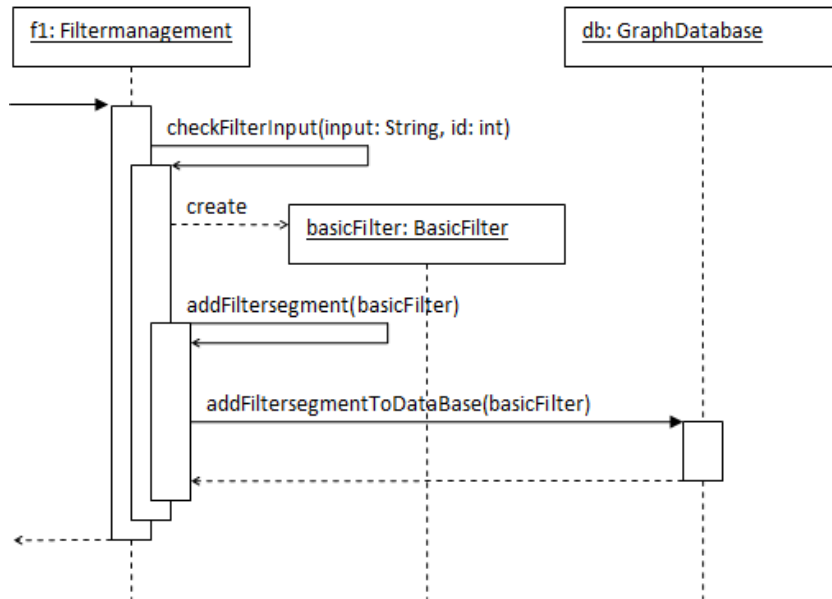 f1: Filtermanagement
db: GraphDatabase
checkFilterInput(input: String, id: int)
create
basicFilter: BasicFilter
addFiltersegment(basicFilter)
addFiltersegmentToDataBase(basicFilter)